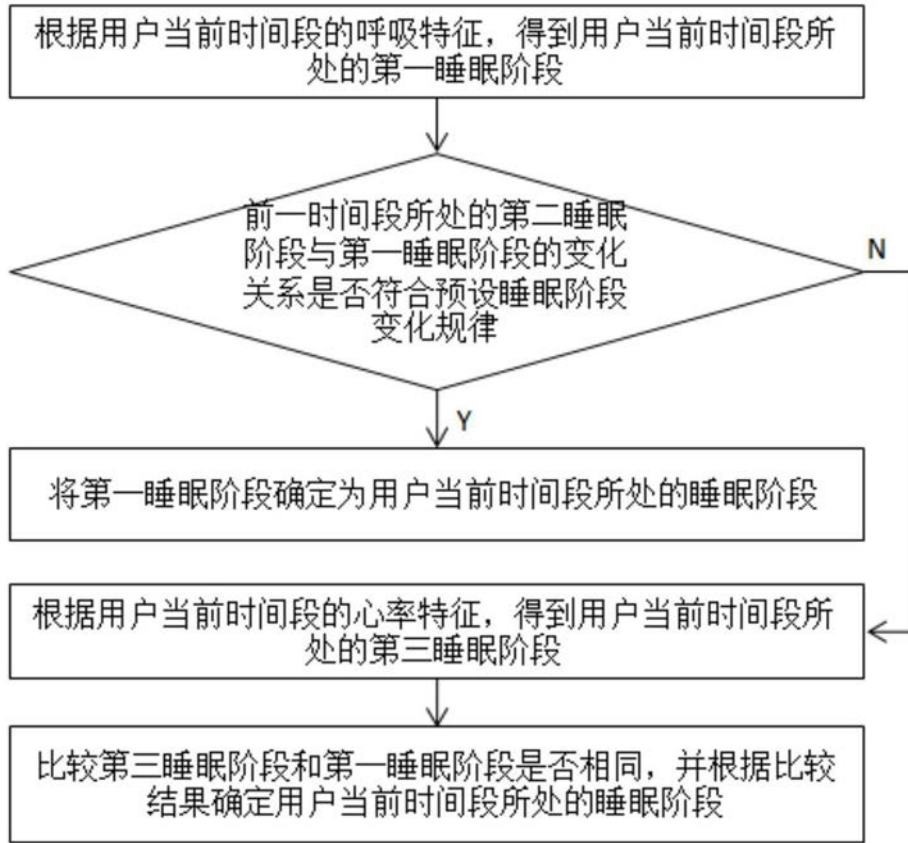 根据用户当前时间段的呼吸特征，得到用户当前时间段所
处的第一睡眠阶段
前一时间段所处的第二睡眠
阶段与第一睡眠阶段的变化
关系是否符合预设睡眠阶段
变化规律
N
Y
将第一睡眠阶段确定为用户当前时间段所处的睡眠阶段
根据用户当前时间段的心率特征，得到用户当前时间段所
处的第三睡眠阶段
比较第三睡眠阶段和第一睡眠阶段是否相同，并根据比较
结果确定用户当前时间段所处的睡眠阶段